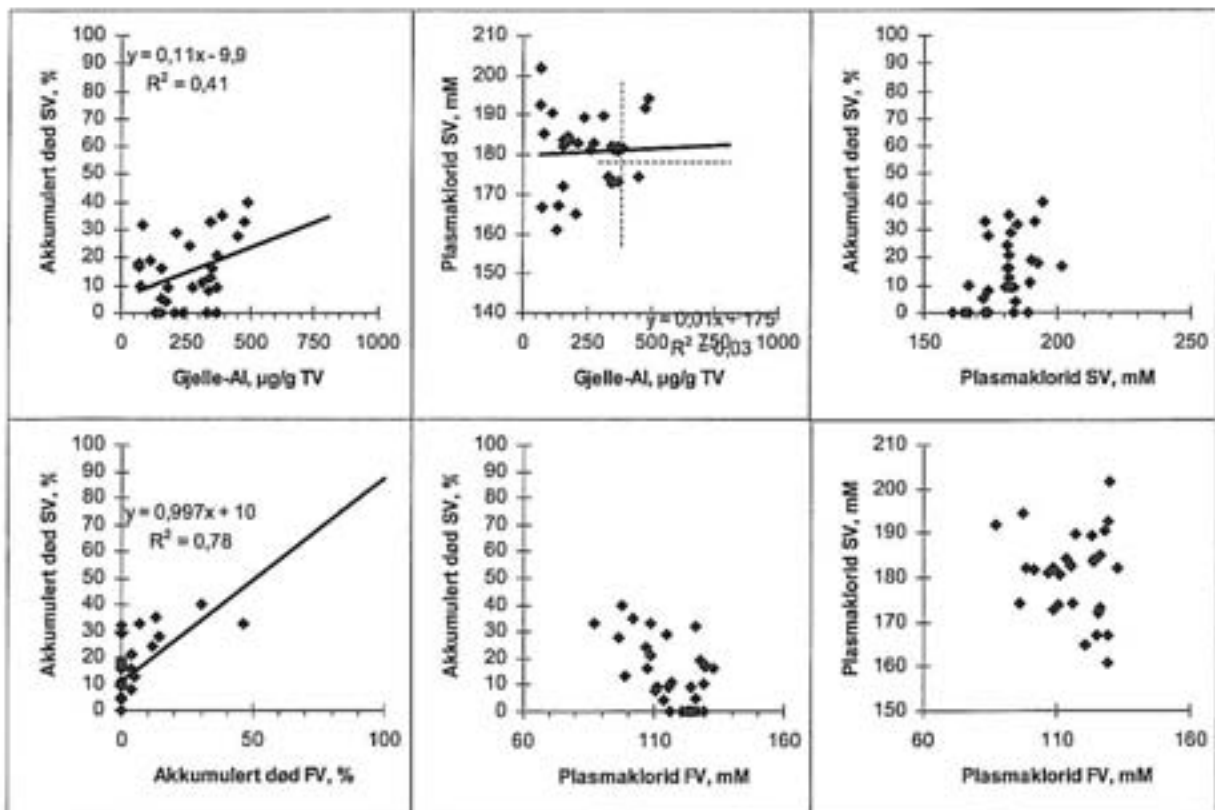 Akkumulert død SV, %
100
90
80
70
60
50
40
30
20
10
0
y = 0,11x - 9,9
R² = 0,41
0 250 500 750 1000
Gjelle-Al, µg/g TV
Plasmaklorid SV, mM
210
200
190
180
170
160
150
140
y = 0,01x + 175
R² = 0,03
0 250 500 750 1000
Gjelle-Al, µg/g TV
Akkumulert død SV, %
100
90
80
70
60
50
40
30
20
10
0
150 200 250
Plasmaklorid SV, mM
Akkumulert død SV, %
100
90
80
70
60
50
40
30
20
10
0
y = 0,997x + 10
R² = 0,78
0 50 100
Akkumulert død FV, %
Akkumulert død SV, %
100
90
80
70
60
50
40
30
20
10
0
60 110 160
Plasmaklorid FV, mM
Plasmaklorid SV, mM
210
200
190
180
170
160
150
60 110 160
Plasmaklorid FV, mM